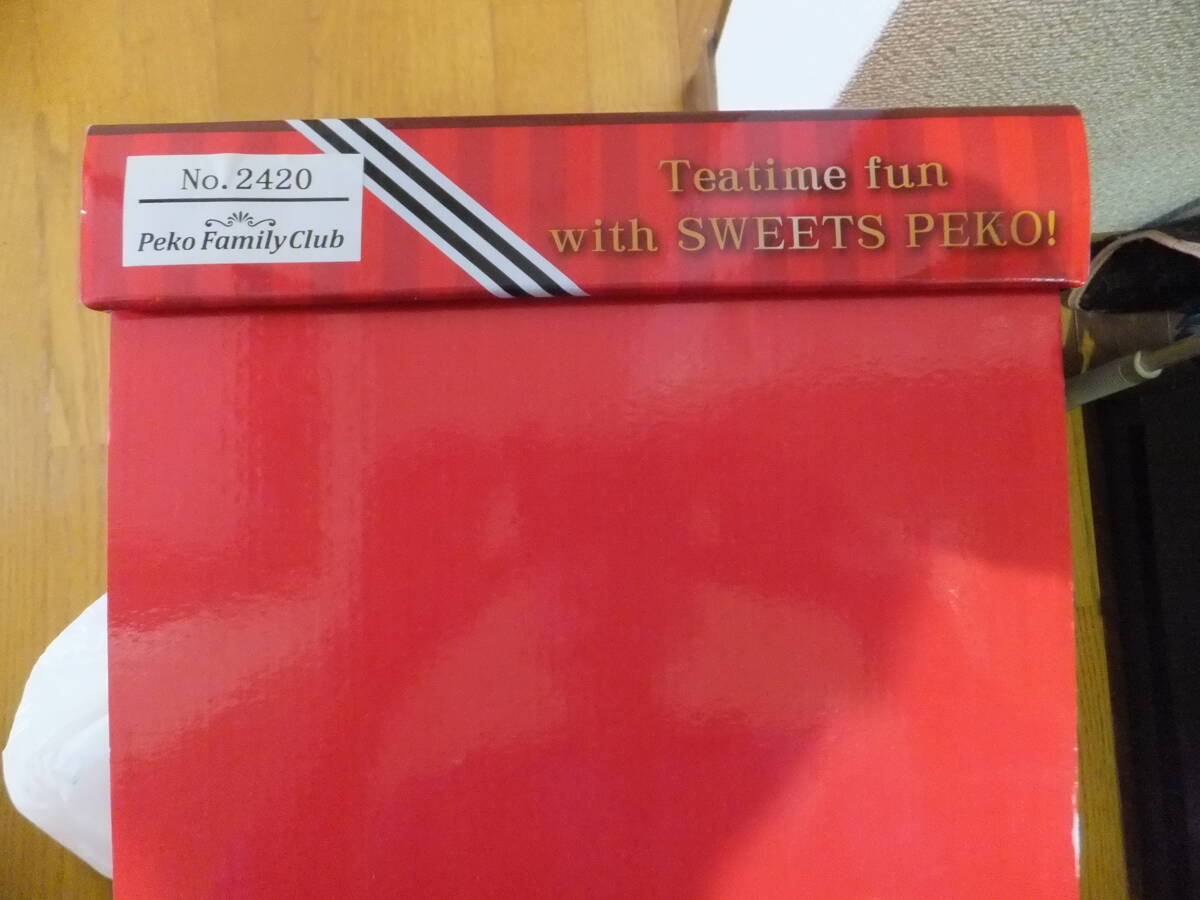 No. 2420
Peko Family Club
Teatime fun
with SWEETS PEKO!